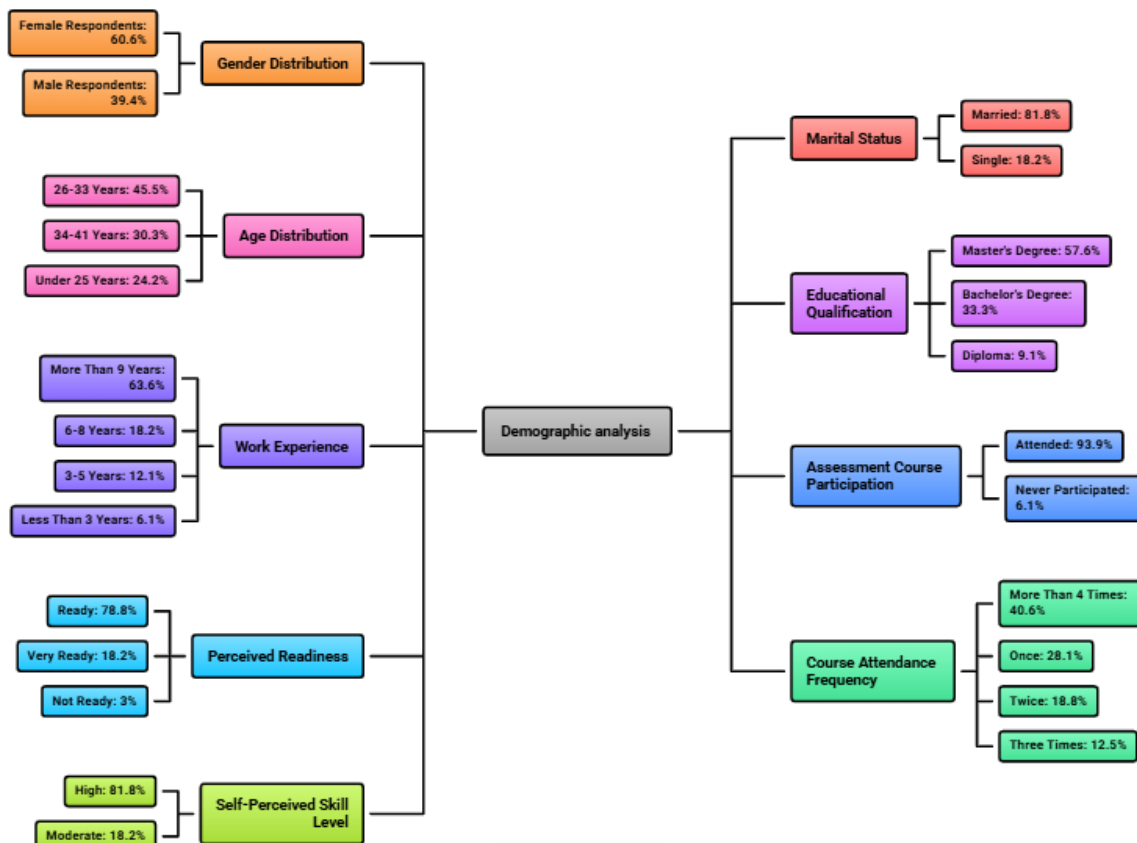 Female Respondents:
60.6%
Male Respondents:
39.4%
Gender Distribution
26-33 Years: 45.5%
34-41 Years: 30.3%
Under 25 Years: 24.2%
Age Distribution
More Than 9 Years:
63.6%
6-8 Years: 18.2%
3-5 Years: 12.1%
Less Than 3 Years: 6.1%
Work Experience
Ready: 78.8%
Very Ready: 18.2%
Not Ready: 3%
Perceived Readiness
High: 81.8%
Moderate: 18.2%
Self-Perceived Skill
Level
Demographic analysis
Marital Status
Married: 81.8%
Single: 18.2%
Educational
Qualification
Master's Degree: 57.6%
Bachelor's Degree:
33.3%
Diploma: 9.1%
Assessment Course
Participation
Attended: 93.9%
Never Participated:
6.1%
Course Attendance
Frequency
More Than 4 Times:
40.6%
Once: 28.1%
Twice: 18.8%
Three Times: 12.5%